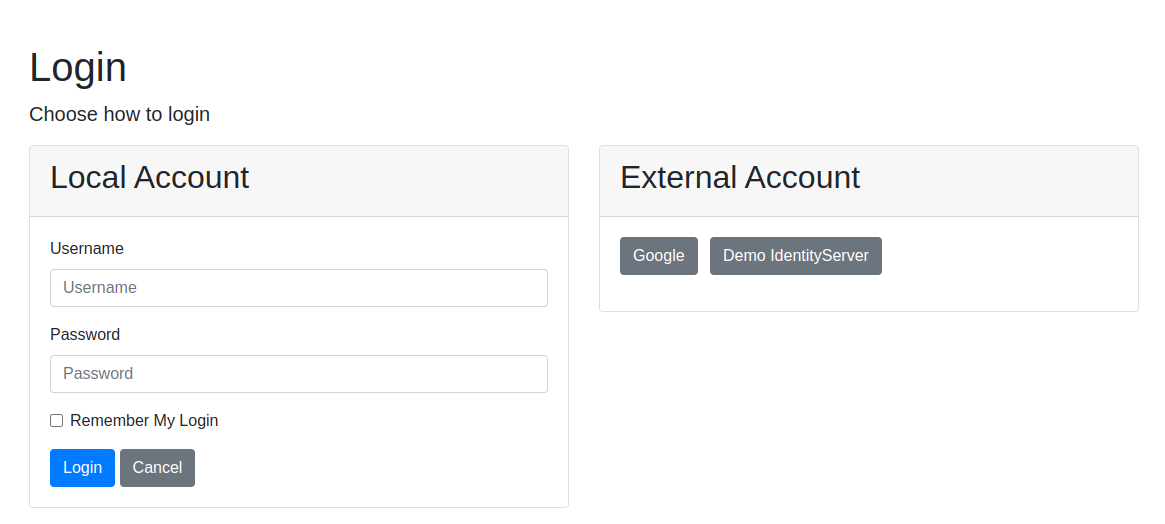 Login
Choose how to login
Local Account
Username
Username
Password
Password
Remember My Login
Login Cancel
External Account
Google Demo IdentityServer